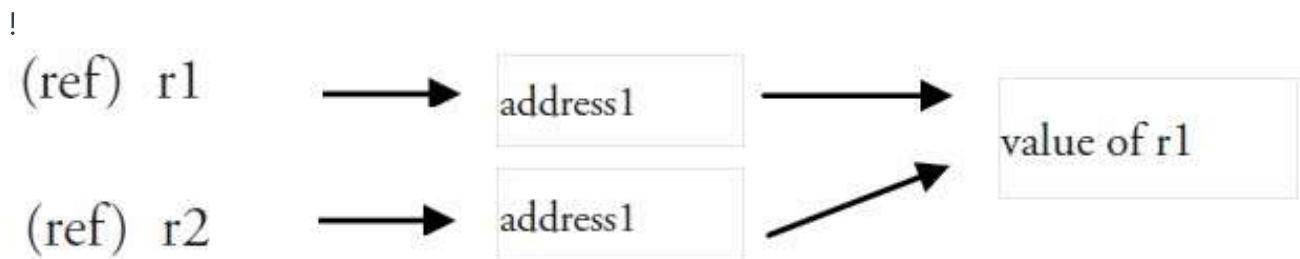 !
(ref) r1
address1
value of r1
(ref) r2
address1